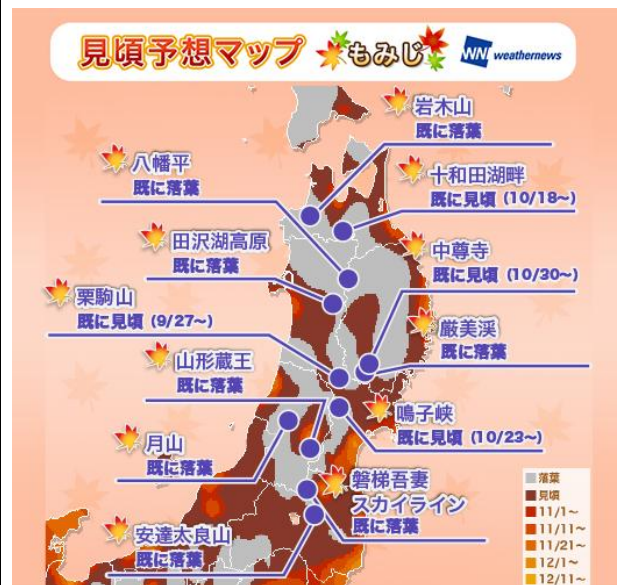 見頃予想マップ もみじ
WNI weathernews
岩木山
既に落葉
八幡平
既に落葉
十和田湖畔
既に見頃 (10/18〜)
田沢湖高原
既に落葉
中尊寺
既に見頃 (10/30〜)
栗駒山
既に見頃 (9/27〜)
厳美渓
既に落葉
山形蔵王
既に落葉
鳴子峡
既に見頃 (10/23〜)
月山
既に落葉
磐梯吾妻
スカイライン
既に落葉
安達太良山
既に落葉
落葉
見頃
11/1〜
11/11〜
11/21〜
12/1〜
12/11〜